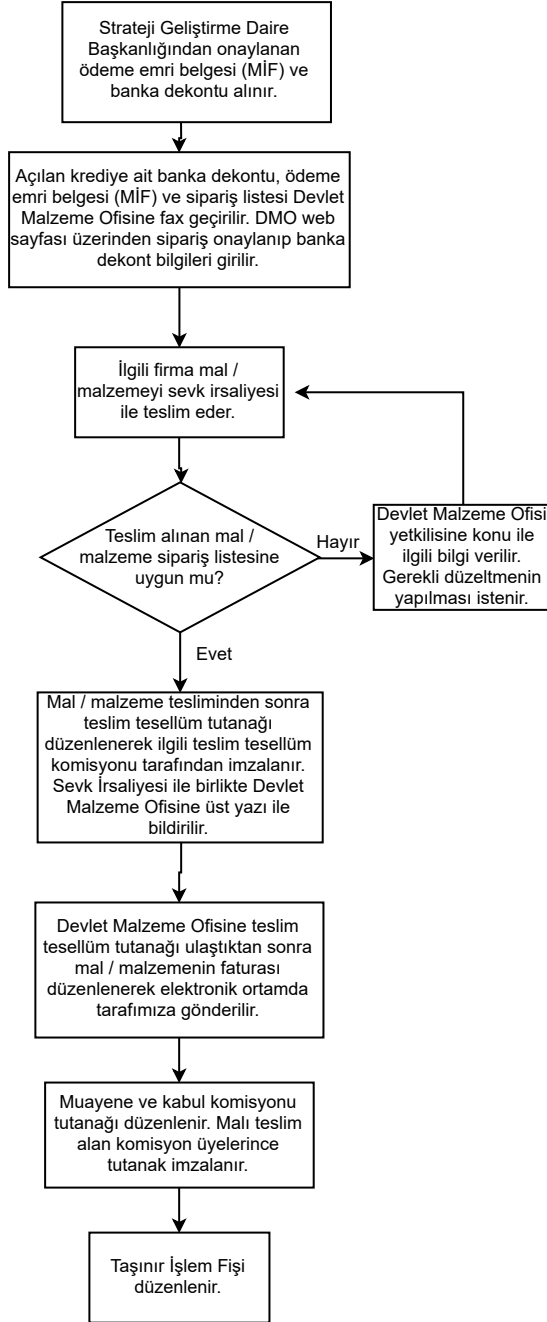 Strateji Geliştirme Daire
Başkanlığından onaylanan
ödeme emri belgesi (MİF) ve
banka dekontu alınır.
Açılan krediye ait banka dekontu, ödeme
emri belgesi (MİF) ve sipariş listesi Devlet
Malzeme Ofisine fax geçirilir. DMO web
sayfası üzerinden sipariş onaylanıp banka
dekont bilgileri girilir.
İlgili firma mal /
malzemeyi sevk irsaliyesi
ile teslim eder.
Teslim alınan mal /
malzeme sipariş listesine
uygun mu?
Hayır
Devlet Malzeme Ofisi
yetkilisine konu ile
ilgili bilgi verilir.
Gerekli düzeltmenin
yapılması istenir.
Evet
Mal / malzeme tesliminden sonra
teslim tesellüm tutanağı
düzenlenerek ilgili teslim tesellüm
komisyonu tarafından imzalanır.
Sevk İrsaliyesi ile birlikte Devlet
Malzeme Ofisine üst yazı ile
bildirilir.
Devlet Malzeme Ofisine teslim
tesellüm tutanağı ulaştıktan sonra
mal / malzemenin faturası
düzenlenerek elektronik ortamda
tarafımıza gönderilir.
Muayene ve kabul komisyonu
tutanağı düzenlenir. Malı teslim
alan komisyon üyelerince
tutanak imzalanır.
Taşınır İşlem Fişi
düzenlenir.